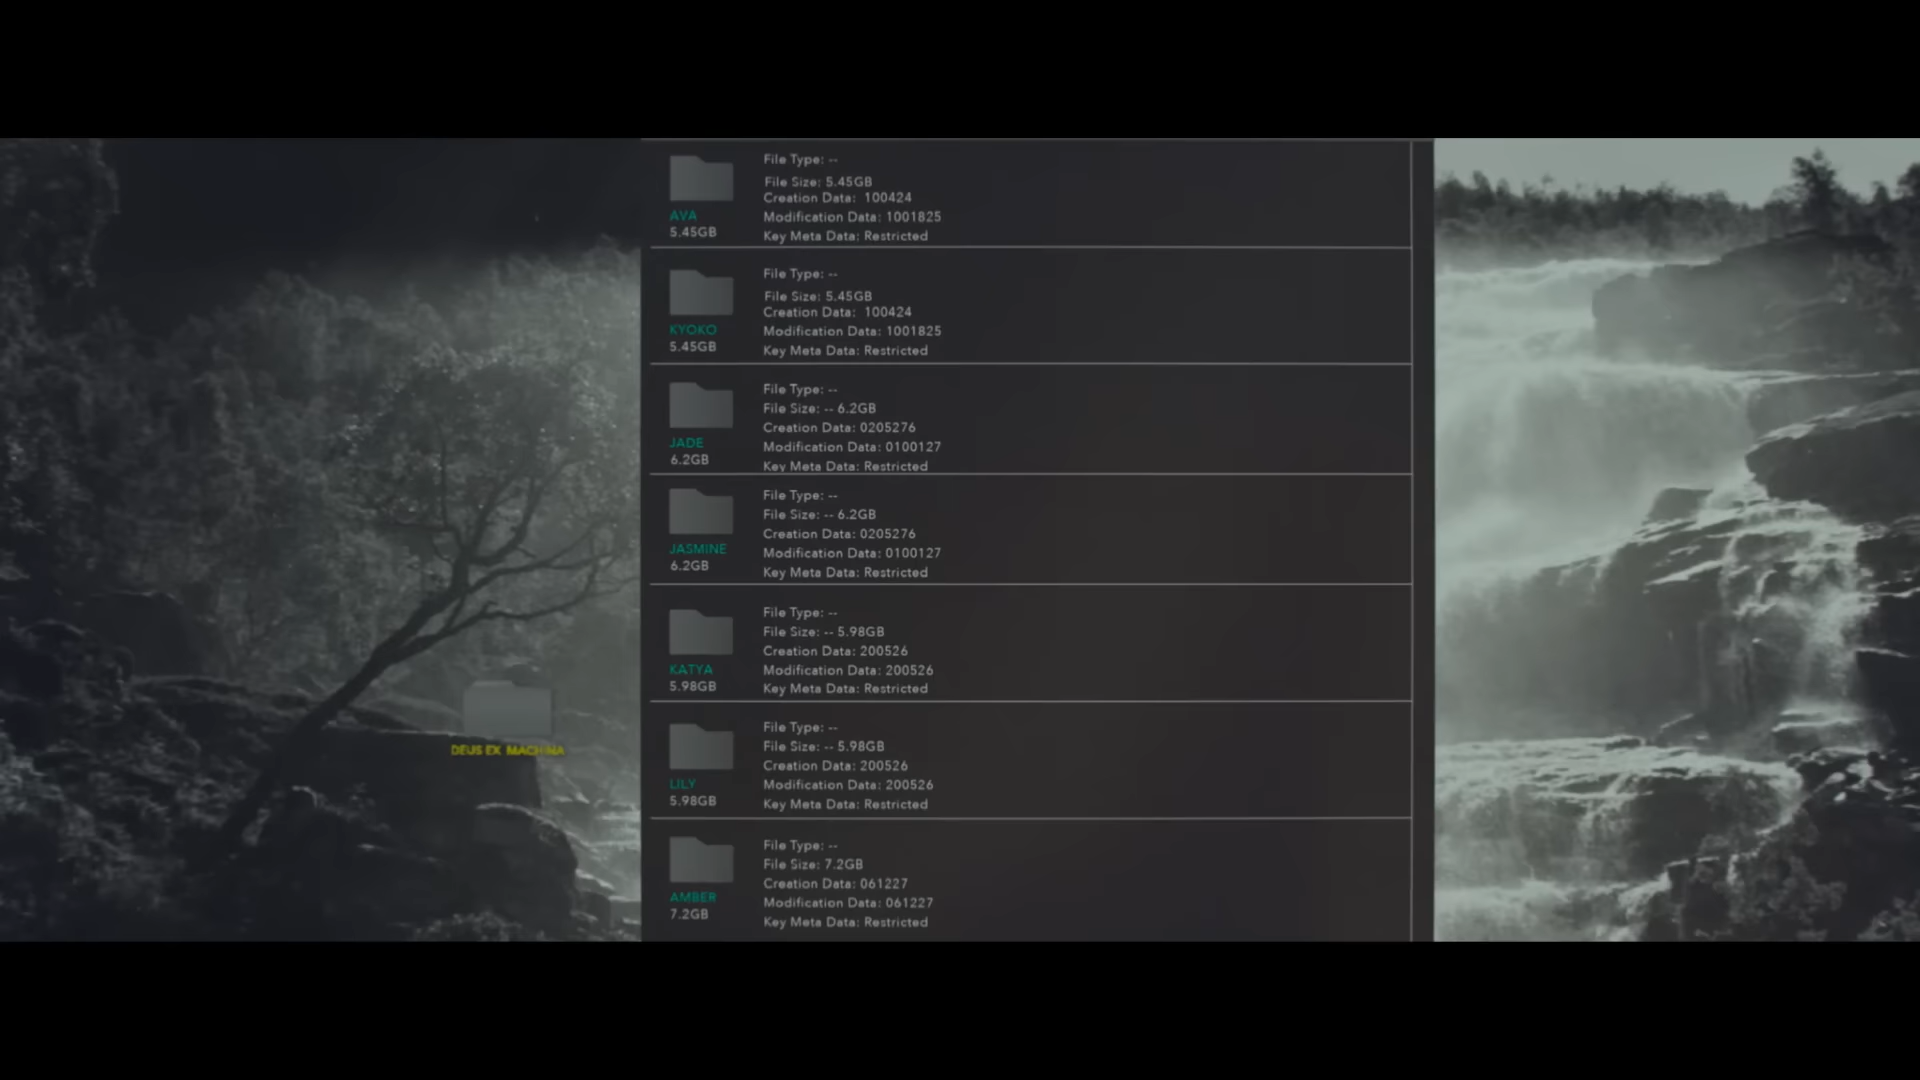 File Type: --
File Size: 5.45GB
Creation Data: 100424
AVA
Modification Data: 1001825
5.45GB
Key Meta Data: Restricted
File Type: --
File Size: 5.45GB
Creation Data: 100424
KYOKO
Modification Data: 1001825
5.45GB
Key Meta Data: Restricted
File Type: --
File Size: -- 6.2GB
Creation Data: 0205276
JADE
Modification Data: 0100127
6.2GB
Key Meta Data: Restricted
File Type: --
File Size: -- 6.2GB
Creation Data: 0205276
JASMINE
Modification Data: 0100127
6.2GB
Key Meta Data: Restricted
File Type: --
File Size: -- 5.98GB
Creation Data: 200526
KATYA
Modification Data: 200526
5.98GB
Key Meta Data: Restricted
File Type: --
File Size: -- 5.98GB
Creation Data: 200526
LILY
Modification Data: 200526
5.98GB
Key Meta Data: Restricted
DEUS EX MACHINA
File Type: --
File Size: 7.2GB
Creation Data: 061227
AMBER
Modification Data: 061227
7.2GB
Key Meta Data: Restricted